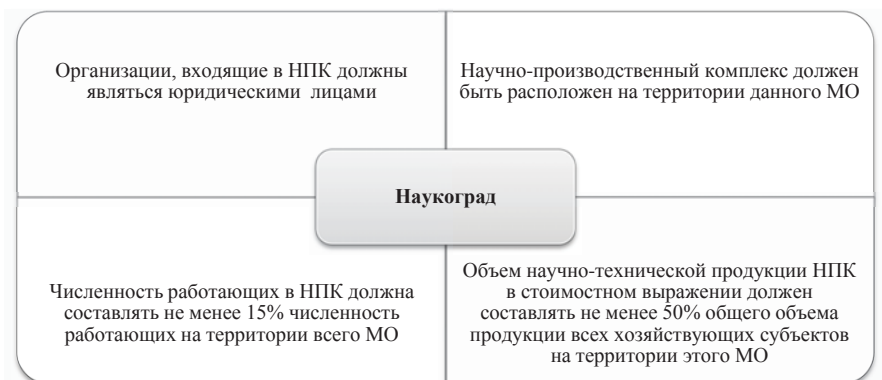 Организации, входящие в НПК должны
являться юридическими лицами
Научно-производственный комплекс должен
быть расположен на территории данного МО
Наукоград
Численность работающих в НПК должна
составлять не менее 15% численность
работающих на территории всего МО
Объем научно-технической продукции НПК
в стоимостном выражении должен
составлять не менее 50% общего объема
продукции всех хозяйствующих субъектов
на территории этого МО